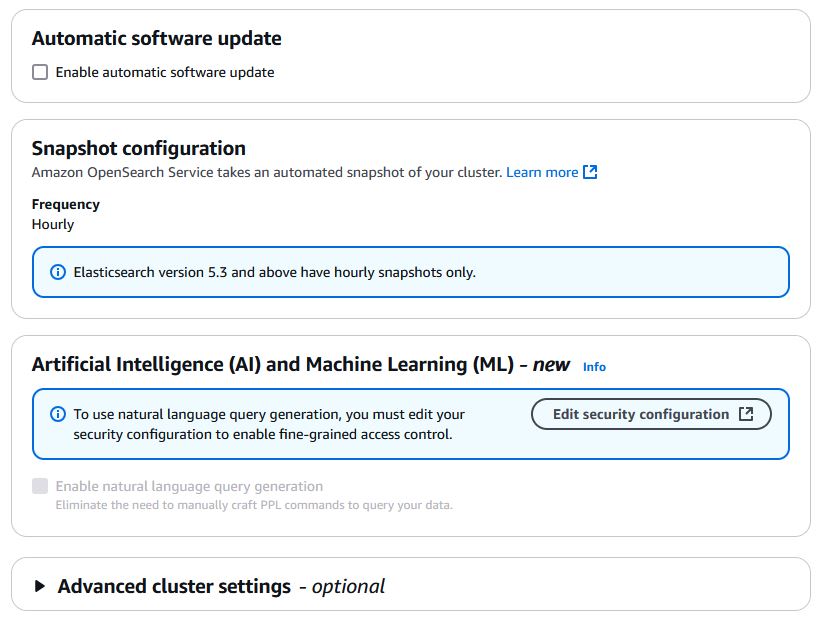 Automatic software update
Enable automatic software update
Snapshot configuration
Amazon OpenSearch Service takes an automated snapshot of your cluster. Learn more
Frequency
Hourly
Elasticsearch version 5.3 and above have hourly snapshots only.
Artificial Intelligence (AI) and Machine Learning (ML) - new Info
To use natural language query generation, you must edit your
security configuration to enable fine-grained access control.
Edit security configuration
Enable natural language query generation
Eliminate the need to manually craft PPL commands to query your data.
Advanced cluster settings - optional